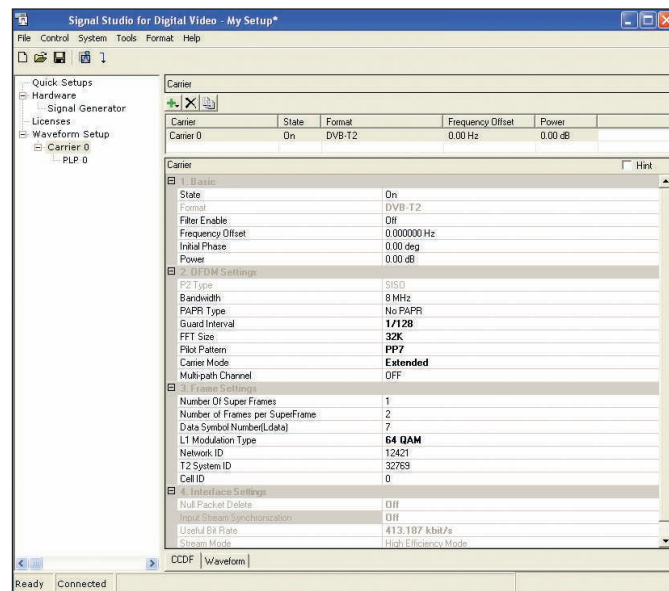 Signal Studio for Digital Video - My Setup*
File Control System Tools Format Help
Quick Setups
Hardware
Signal Generator
Licenses
Waveform Setup
Carrier 0
PLP 0
Carrier
Carrier State Format Frequency Offset Power
Carrier 0 On DVB-T2 0.00 Hz 0.00 dB
Carrier Hint
1. Basic
State On
Format DVB-T2
Filter Enable Off
Frequency Offset 0.000000 Hz
Initial Phase 0.00 deg
Power 0.00 dB
2. OFDM Settings
P2 Type SISO
Bandwidth 8 MHz
PAPR Type No PAPR
Guard Interval 1/128
FFT Size 32K
Pilot Pattern PP7
Carrier Mode Extended
Multi-path Channel OFF
3. Frame Settings
Number Of Super Frames 1
Number of Frames per SuperFrame 2
Data Symbol Number(Ldata) 7
L1 Modulation Type 64 QAM
Network ID 12421
T2 System ID 32769
Cell ID 0
4. Interface Settings
Null Packet Delete Off
Input Stream Synchronization Off
Useful Bit Rate 413.187 kbit/s
Stream Mode High Efficiency Mode
CCDF Waveform
Ready Connected